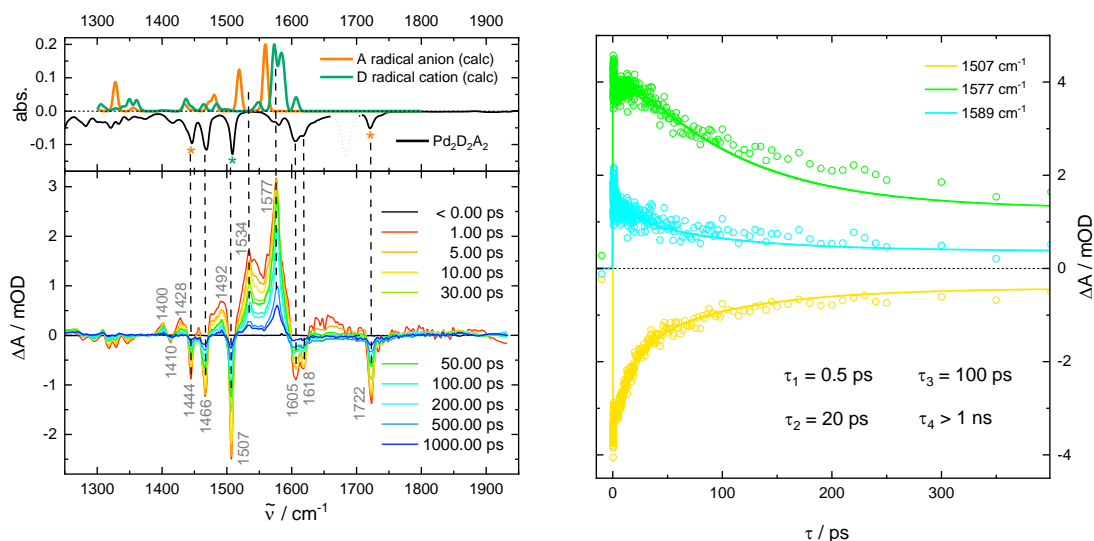 1300 1400 1500 1600 1700 1800 1900
0.2
0.1
0.0
-0.1
abs.
A radical anion (calc)
D radical cation (calc)
Pd₂D₂A₂
*
*
*
3
2
1
0
-1
-2
ΔA / mOD
1400
1428
1492
1534
1577
1410
1444
1466
1507
1605
1618
1722
< 0.00 ps
1.00 ps
5.00 ps
10.00 ps
30.00 ps
50.00 ps
100.00 ps
200.00 ps
500.00 ps
1000.00 ps
1300 1400 1500 1600 1700 1800 1900
ṽ / cm⁻¹
1507 cm⁻¹
1577 cm⁻¹
1589 cm⁻¹
4
2
0
-2
-4
ΔA / mOD
τ₁ = 0.5 ps τ₃ = 100 ps
τ₂ = 20 ps τ₄ > 1 ns
0 100 200 300
τ / ps